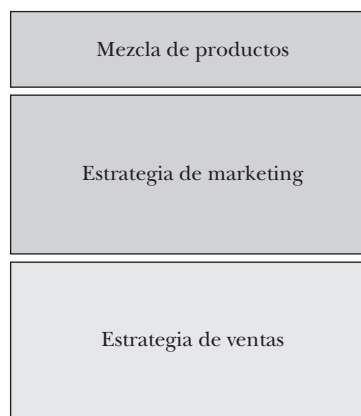 Mezcla de productos
Estrategia de marketing
Estrategia de ventas